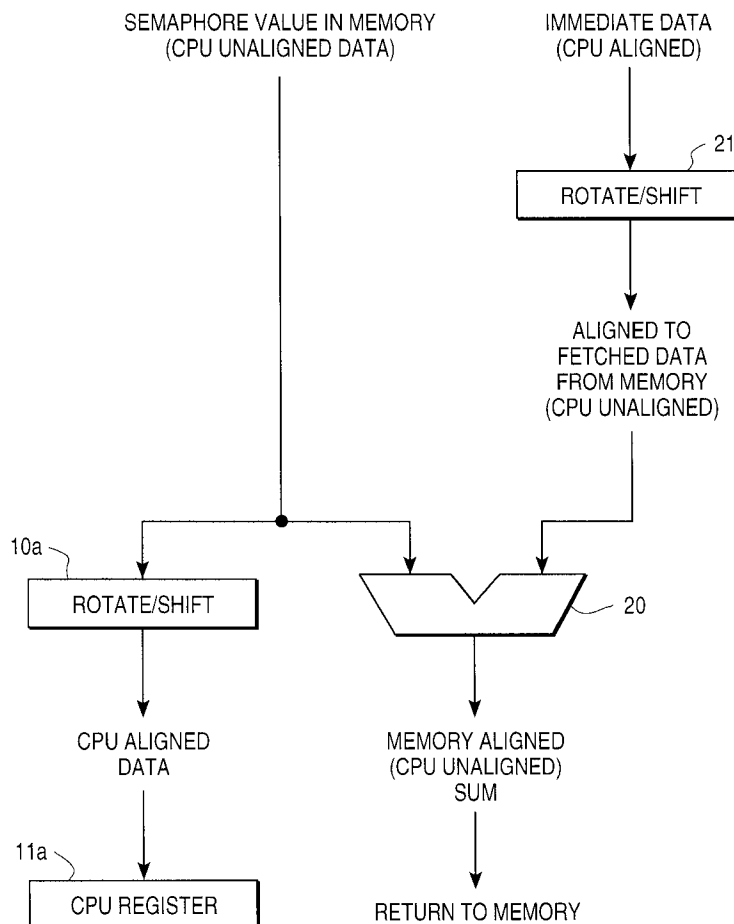 SEMAPHORE VALUE IN MEMORY
(CPU UNALIGNED DATA)
IMMEDIATE DATA
(CPU ALIGNED)
21
ROTATE/SHIFT
ALIGNED TO
FETCHED DATA
FROM MEMORY
(CPU UNALIGNED)
10a
ROTATE/SHIFT
20
CPU ALIGNED
DATA
MEMORY ALIGNED
(CPU UNALIGNED)
SUM
11a
CPU REGISTER
RETURN TO MEMORY